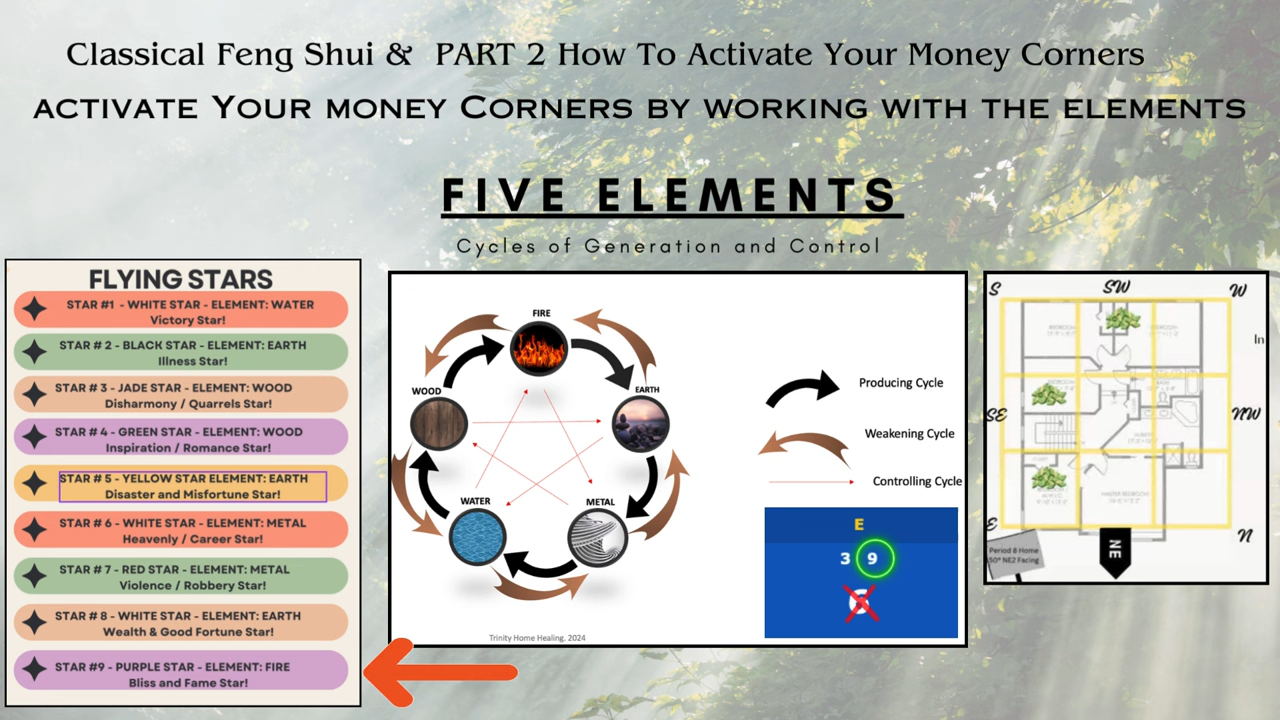 Classical Feng Shui & PART 2 How To Activate Your Money Corners
ACTIVATE YOUR MONEY CORNERS BY WORKING WITH THE ELEMENTS
FIVE ELEMENTS
Cycles of Generation and Control
FLYING STARS
STAR #1 - WHITE STAR - ELEMENT: WATER
Victory Star!
STAR # 2 - BLACK STAR - ELEMENT: EARTH
Illness Star!
STAR # 3 - JADE STAR - ELEMENT: WOOD
Disharmony / Quarrels Star!
STAR # 4 - GREEN STAR - ELEMENT: WOOD
Inspiration / Romance Star!
STAR # 5 - YELLOW STAR ELEMENT: EARTH
Disaster and Misfortune Star!
STAR # 6 - WHITE STAR - ELEMENT: METAL
Heavenly / Career Star!
STAR # 7 - RED STAR - ELEMENT: METAL
Violence / Robbery Star!
STAR # 8 - WHITE STAR - ELEMENT: EARTH
Wealth & Good Fortune Star!
STAR #9 - PURPLE STAR - ELEMENT: FIRE
Bliss and Fame Star!
FIRE
EARTH
METAL
WATER
WOOD
Producing Cycle
Weakening Cycle
Controlling Cycle
E
3 9
Trinity Home Healing. 2024
S
SW
W
In
SE
NW
E
N
NE
Period 8 Home
50° NE2 Facing